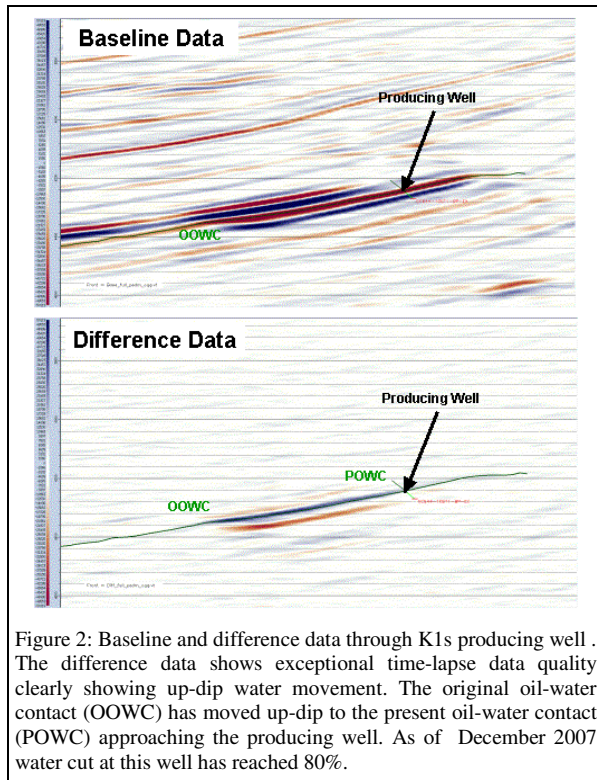 Baseline Data
Producing Well
OOWC
Difference Data
Producing Well
POWC
OOWC
Figure 2: Baseline and difference data through K1s producing well .
The difference data shows exceptional time-lapse data quality
clearly showing up-dip water movement. The original oil-water
contact (OOWC) has moved up-dip to the present oil-water contact
(POWC) approaching the producing well. As of December 2007
water cut at this well has reached 80%.